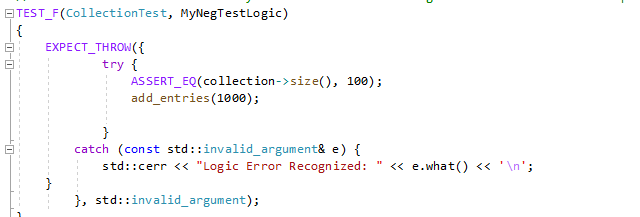 TEST_F(CollectionTest, MyNegTestLogic)
{
EXPECT_THROW({
try {
ASSERT_EQ(collection->size(), 100);
add_entries(1000);
}
catch (const std::invalid_argument& e) {
std::cerr << "Logic Error Recognized: " << e.what() << '\n';
}
}, std::invalid_argument);